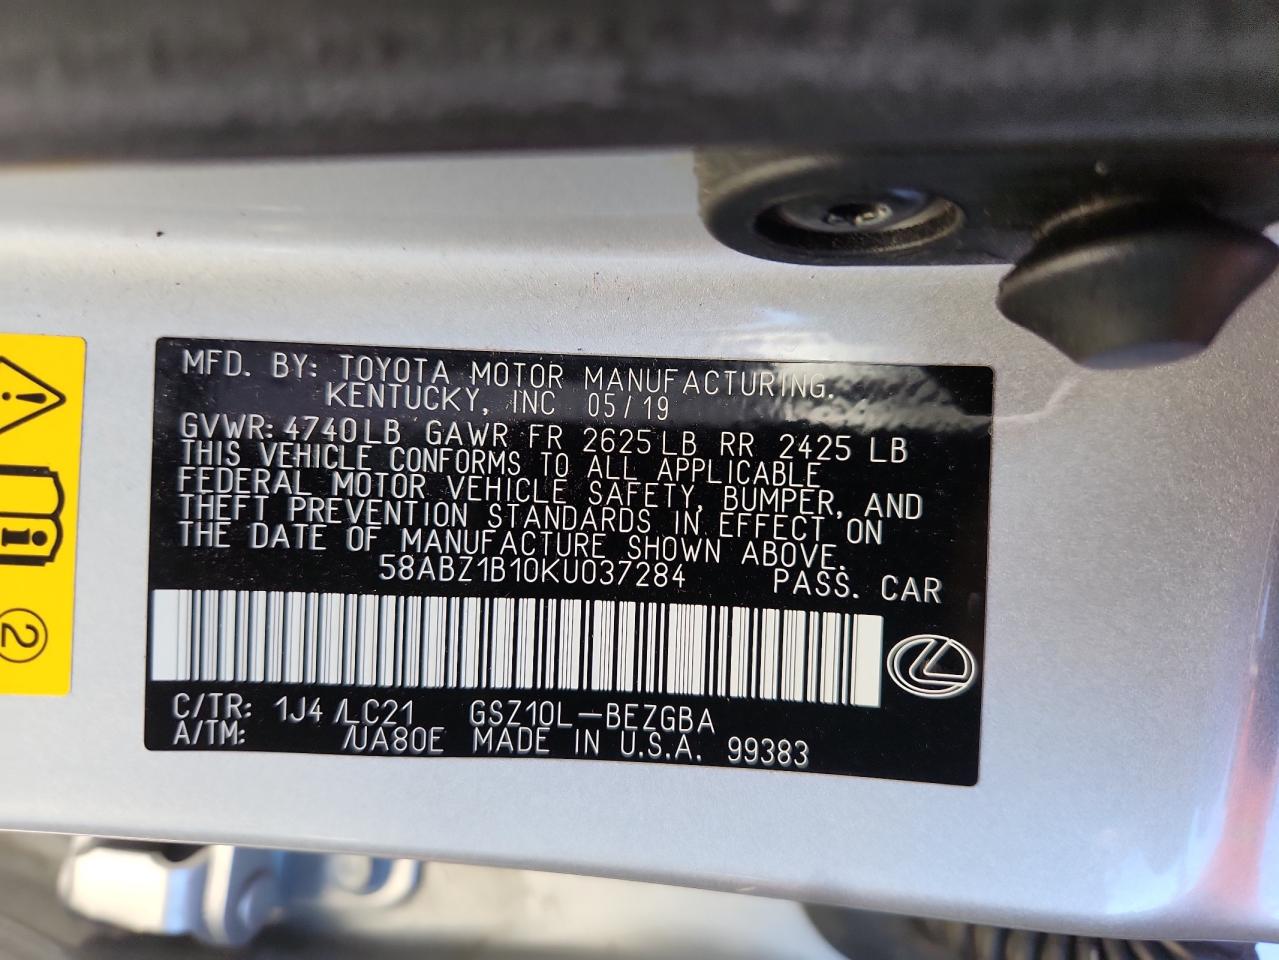 MFD. BY: TOYOTA MOTOR MANUFACTURING.
KENTUCKY, INC 05/19
GVWR: 4740LB GAWR FR 2625LB RR 2425 LB
THIS VEHICLE CONFORMS TO ALL APPLICABLE
FEDERAL MOTOR VEHICLE SAFETY, BUMPER, AND
THEFT PREVENTION STANDARDS IN EFFECT ON
THE DATE OF MANUFACTURE SHOWN ABOVE.
58ABZ1B10KU037284 PASS. CAR
C/TR: 1J4 /LC21 GSZ10L-BEZGBA
A/TM: /UA80E MADE IN U.S.A. 99383
2